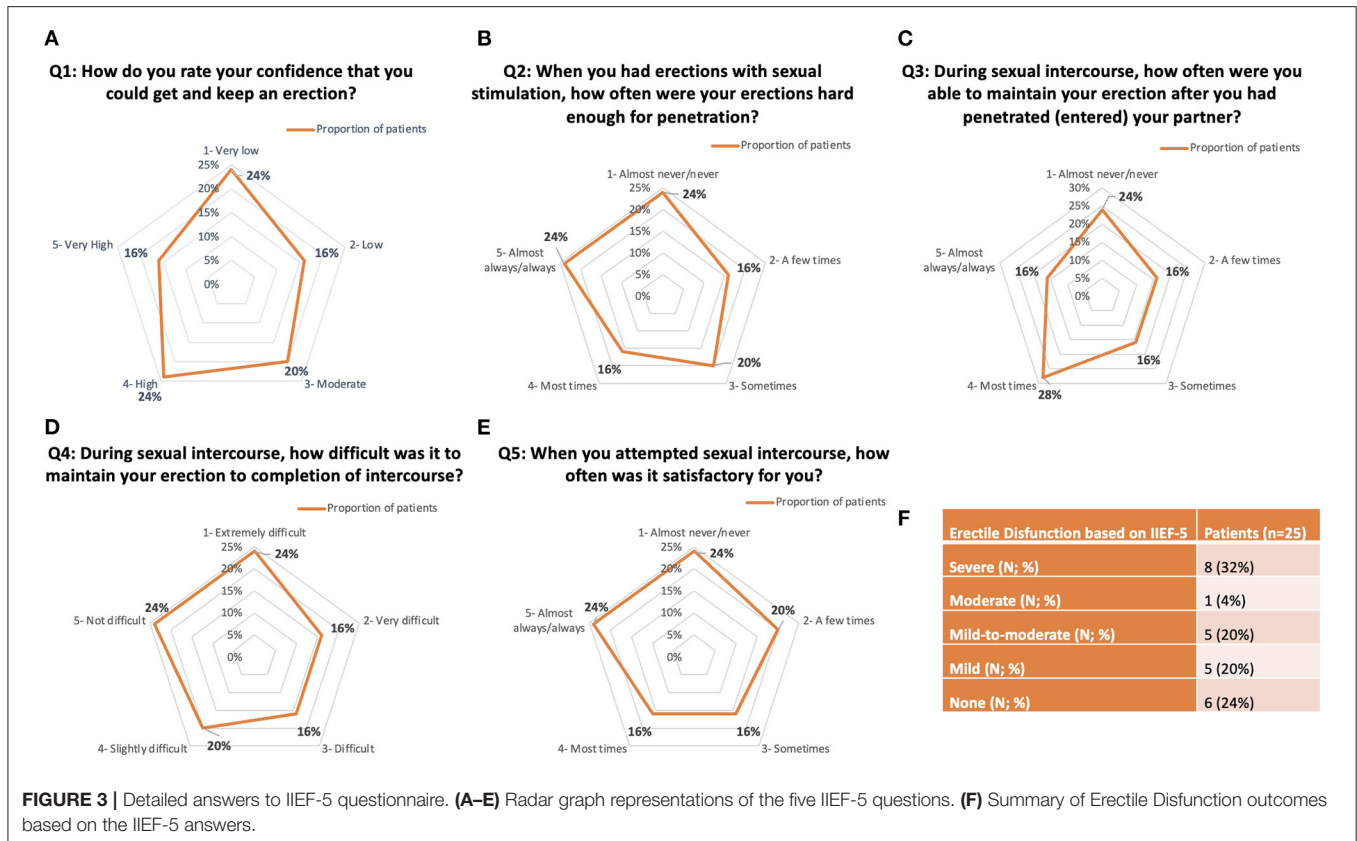 A
Q1: How do you rate your confidence that you
could get and keep an erection?
Proportion of patients
1- Very low
25%
24%
20%
15%
10%
5%
0%
5- Very High
16%
16%
2- Low
20%
4- High
3- Moderate
24%
B
Q2: When you had erections with sexual
stimulation, how often were your erections hard
enough for penetration?
Proportion of patients
1- Almost never/never
25%
24%
20%
15%
10%
5%
0%
24%
5- Almost
always/always
16%
2- A few times
16%
20%
4- Most times
3- Sometimes
C
Q3: During sexual intercourse, how often were you
able to maintain your erection after you had
penetrated (entered) your partner?
Proportion of patients
1- Almost never/never
30%
24%
25%
20%
15%
10%
5%
0%
5- Almost
always/always
16%
16%
2- A few times
16%
4- Most times
3- Sometimes
28%
D
Q4: During sexual intercourse, how difficult was it to
maintain your erection to completion of intercourse?
Proportion of patients
1- Extremely difficult
25%
24%
20%
15%
10%
5%
0%
24%
5- Not difficult
16%
2- Very difficult
16%
4- Slightly difficult
20%
3- Difficult
E
Q5: When you attempted sexual intercourse, how
often was it satisfactory for you?
Proportion of patients
1- Almost never/never
25%
24%
20%
15%
10%
5%
0%
24%
5- Almost
always/always
20%
2- A few times
16%
16%
4- Most times
3- Sometimes
F
Erectile Disfunction based on IIEF-5 Patients (n=25)
Severe (N; %) 8 (32%)
Moderate (N; %) 1 (4%)
Mild-to-moderate (N; %) 5 (20%)
Mild (N; %) 5 (20%)
None (N; %) 6 (24%)
FIGURE 3 | Detailed answers to IIEF-5 questionnaire. (A–E) Radar graph representations of the five IIEF-5 questions. (F) Summary of Erectile Disfunction outcomes
based on the IIEF-5 answers.